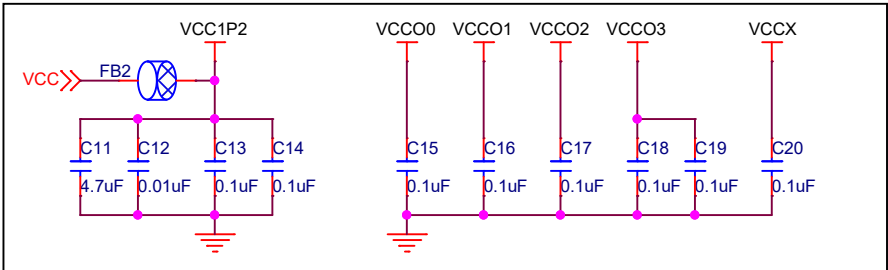 VCC1P2 VCCO0 VCCO1 VCCO2 VCCO3 VCCX
VCC FB2
C11 C12 C13 C14 C15 C16 C17 C18 C19 C20
4.7uF 0.01uF 0.1uF 0.1uF 0.1uF 0.1uF 0.1uF 0.1uF 0.1uF 0.1uF